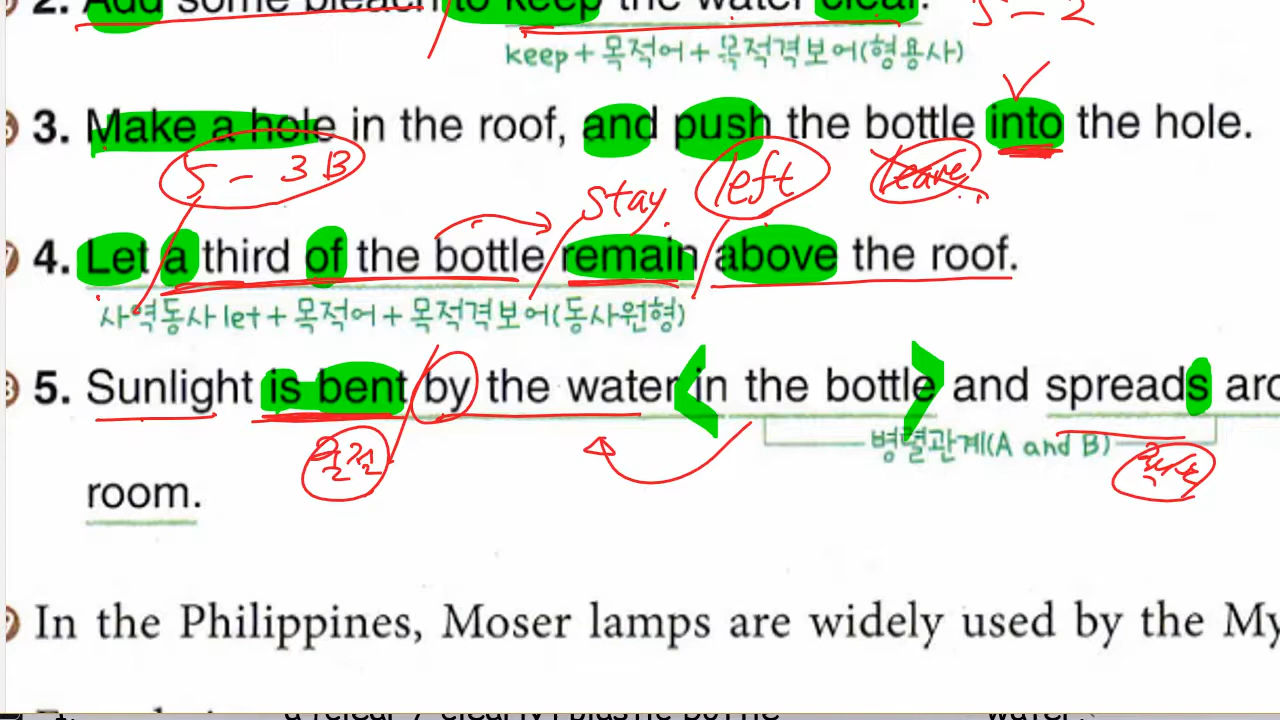 2. Add some bleach to keep the water clear. 5 - 2
keep + 목적어 + 목적격 보어(형용사)
3. Make a hole in the roof, and push the bottle into the hole.
5 - 3B stay left leave
4. Let a third of the bottle remain above the roof.
사역동사 let + 목적어 + 목적격 보어(동사원형)
5. Sunlight is bent by the water in the bottle and spreads
병렬관계(A and B)
room.
In the Philippines, Moser lamps are widely used by the